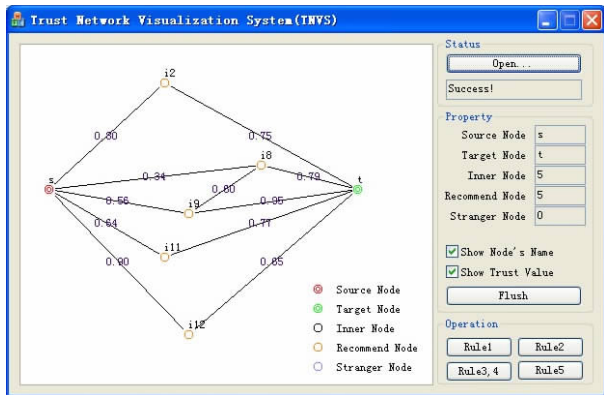 Trust Network Visualization System(TNVS)
i2
0.80
0.75
i8
s
0.34
0.79
t
0.80
0.56
i9
0.95
0.64
0.77
i11
0.90
0.65
i12
Source Node
Target Node
Inner Node
Recommend Node
Stranger Node
Status
Open...
Success!
Property
Source Node s
Target Node t
Inner Node 5
Recommend Node 5
Stranger Node 0
Show Node's Name
Show Trust Value
Flush
Operation
Rule1 Rule2
Rule3,4 Rule5